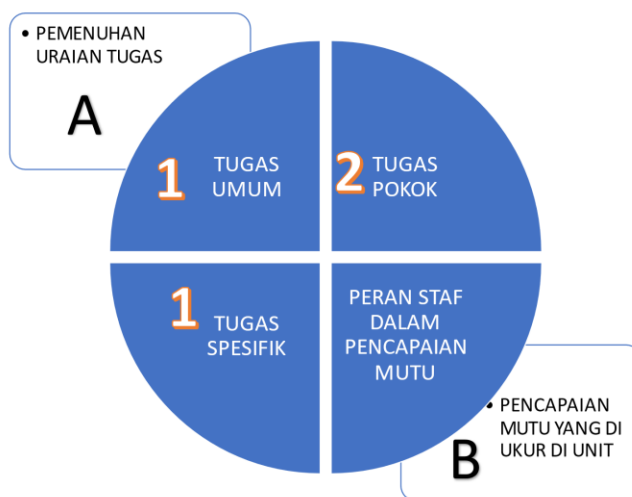 • PEMENUHAN
URAIAN TUGAS
A
1 TUGAS
UMUM
2 TUGAS
POKOK
1 TUGAS
SPESIFIK
PERAN STAF
DALAM
PENCAPAIAN
MUTU
• PENCAPAIAN
MUTU YANG DI
UKUR DI UNIT
B